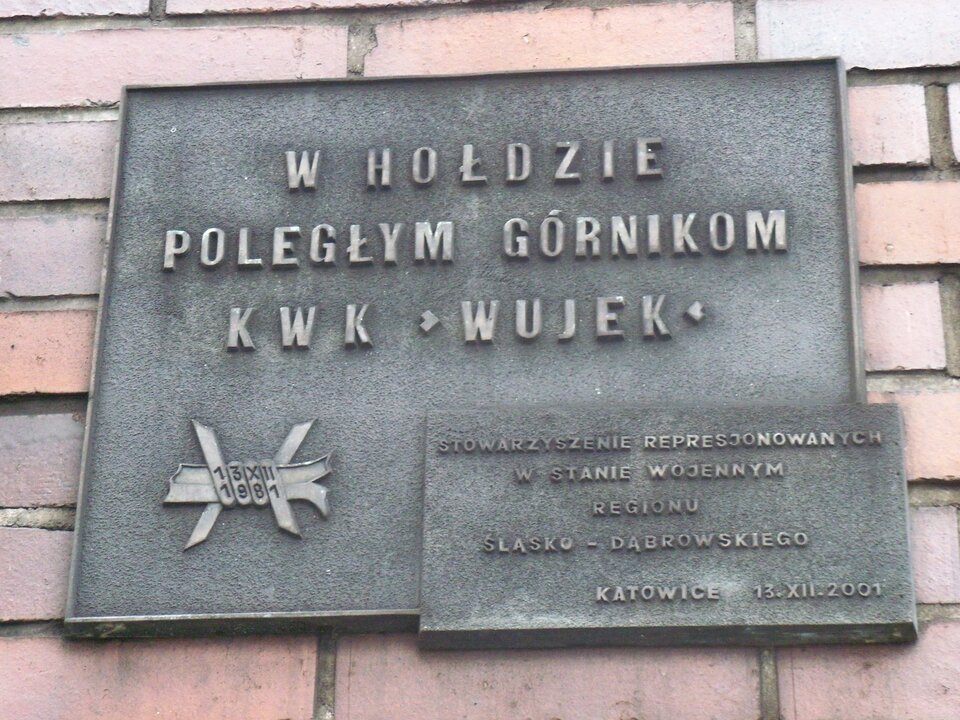 W HOŁDZIE
POLEGŁYM GÓRNIKOM
KWK "WUJEK"
13 XII
1981
STOWARZYSZENIE REPRESJONOWANYCH
W STANIE WOJENNYM
REGIONU
ŚLĄSKO - DĄBROWSKIEGO
KATOWICE 13.XII.2001